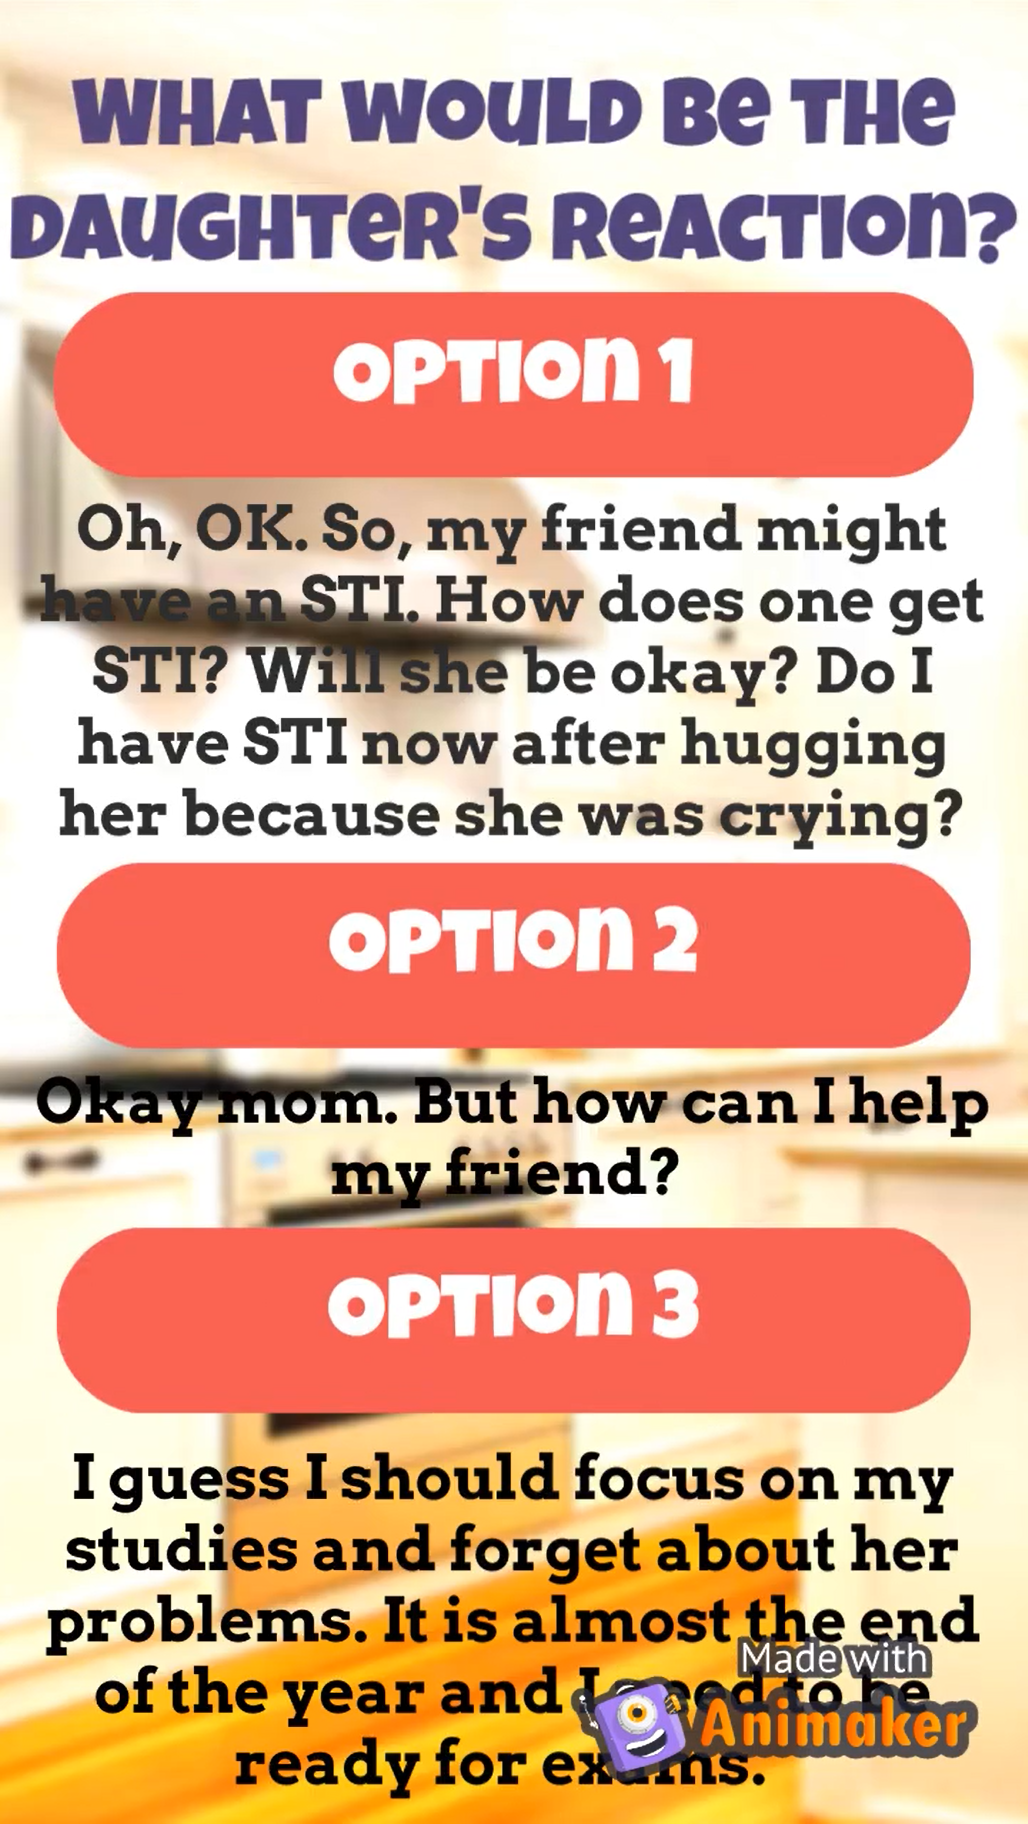 WHAT WOULD BE THE
DAUGHTER'S REACTION?
OPTION 1
Oh, OK. So, my friend might
have an STI. How does one get
STI? Will she be okay? Do I
have STI now after hugging
her because she was crying?
OPTION 2
Okay mom. But how can I help
my friend?
OPTION 3
I guess I should focus on my
studies and forget about her
problems. It is almost the end
of the year and I need to be
ready for exams.
Made with
Animaker